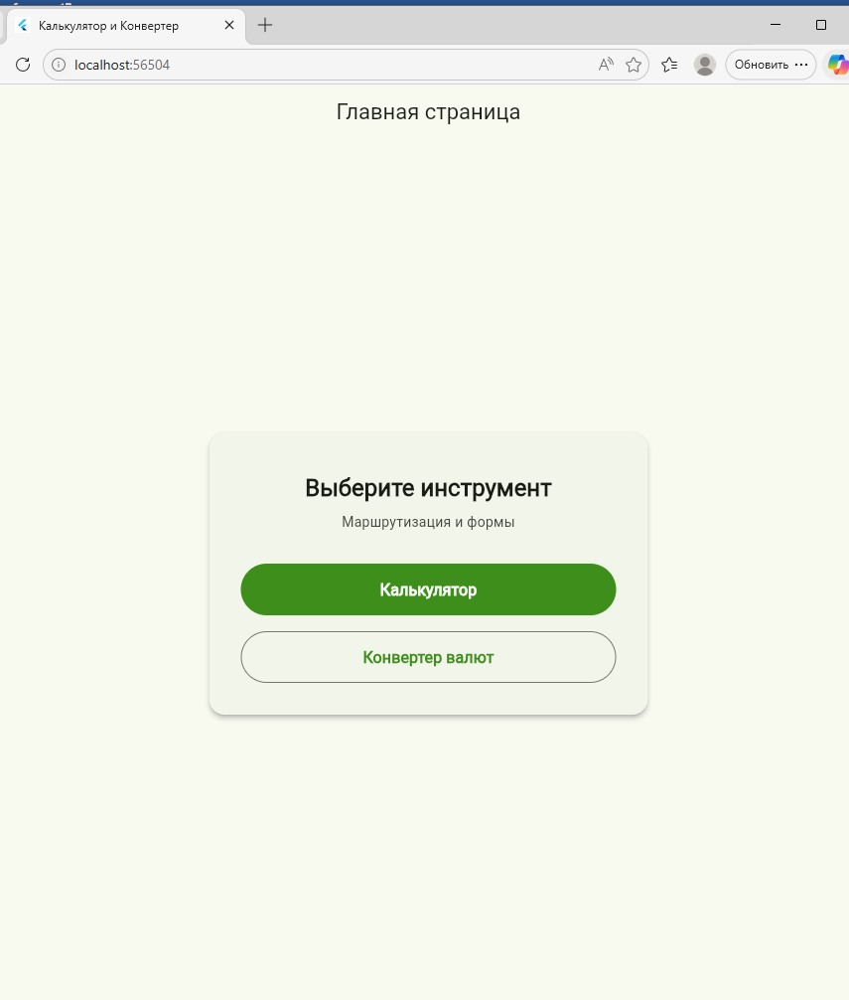 Калькулятор и Конвертер
localhost:56504
Обновить
Главная страница
Выберите инструмент
Маршрутизация и формы
Калькулятор
Конвертер валют